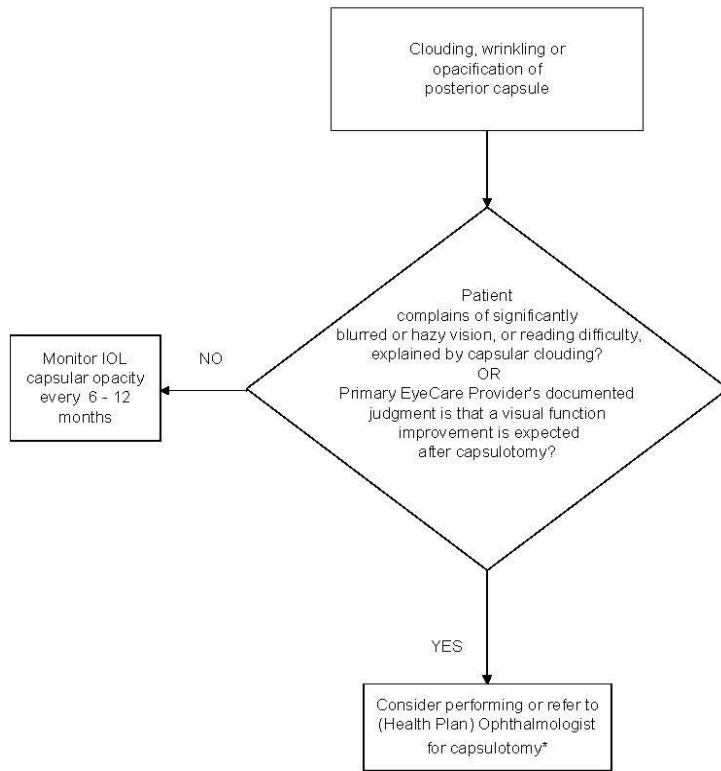 Clouding, wrinkling or
opacification of
posterior capsule
Patient
complains of significantly
blurred or hazy vision, or reading difficulty,
explained by capsular clouding?
OR
Primary EyeCare Provider's documented
judgment is that a visual function
improvement is expected
after capsulotomy?
NO
Monitor IOL
capsular opacity
every 6 - 12
months
YES
Consider performing or refer to
(Health Plan) Ophthalmologist
for capsulotomy*